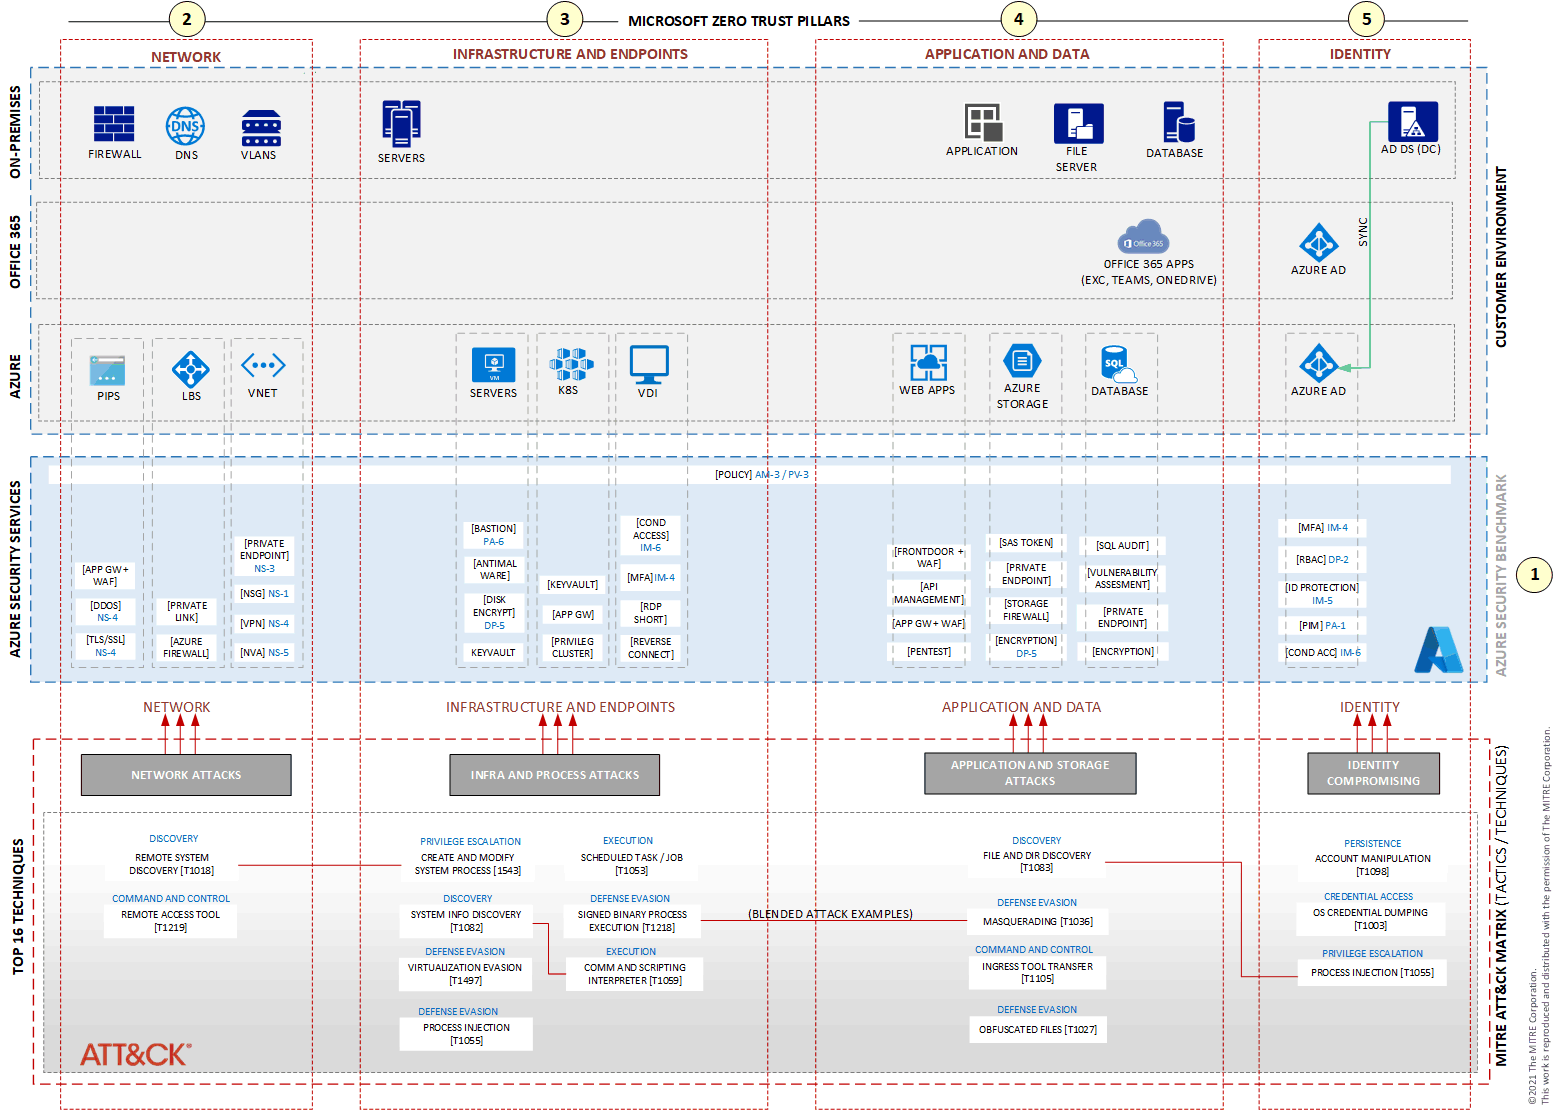 2
3
MICROSOFT ZERO TRUST PILLARS
4
5
NETWORK
INFRASTRUCTURE AND ENDPOINTS
APPLICATION AND DATA
IDENTITY
ON-PREMISES
FIREWALL
DNS
DNS
VLANS
SERVERS
APPLICATION
FILE
SERVER
DATABASE
AD DS (DC)
CUSTOMER ENVIRONMENT
OFFICE 365
Office 365
OFFICE 365 APPS
(EXC, TEAMS, ONEDRIVE)
AZURE AD
SYNC
AZURE
PIPS
LBS
VNET
VM
SERVERS
K8S
VDI
WEB APPS
AZURE
STORAGE
SQL
DATABASE
AZURE AD
AZURE SECURITY SERVICES
[POLICY] AM-3 / PV-3
[APP GW+
WAF]
[DDOS]
NS-4
[TLS/SSL]
NS-4
[PRIVATE
LINK]
[AZURE
FIREWALL]
[PRIVATE
ENDPOINT]
NS-3
[NSG] NS-1
[VPN] NS-4
[NVA] NS-5
[BASTION]
PA-6
[ANTIMAL
WARE]
[DISK
ENCRYPT]
DP-5
KEYVAULT
[KEYVAULT]
[APP GW]
[PRIVILEG
CLUSTER]
[COND
ACCESS]
IM-6
[MFA] IM-4
[RDP
SHORT]
[REVERSE
CONNECT]
[FRONTDOOR +
WAF]
[API
MANAGEMENT]
[APP GW+ WAF]
[PENTEST]
[SAS TOKEN]
[PRIVATE
ENDPOINT]
[STORAGE
FIREWALL]
[ENCRYPTION]
DP-5
[SQL AUDIT]
[VULNERABILITY
ASSESMENT]
[PRIVATE
ENDPOINT]
[ENCRYPTION]
[MFA] IM-4
[RBAC] DP-2
[ID PROTECTION]
IM-5
[PIM] PA-1
[COND ACC] IM-6
AZURE SECURITY BENCHMARK
1
NETWORK
INFRASTRUCTURE AND ENDPOINTS
APPLICATION AND DATA
IDENTITY
NETWORK ATTACKS
INFRA AND PROCESS ATTACKS
APPLICATION AND STORAGE
ATTACKS
IDENTITY
COMPROMISING
TOP 16 TECHNIQUES
DISCOVERY
REMOTE SYSTEM
DISCOVERY [T1018]
COMMAND AND CONTROL
REMOTE ACCESS TOOL
[T1219]
PRIVILEGE ESCALATION
CREATE AND MODIFY
SYSTEM PROCESS [1543]
DISCOVERY
SYSTEM INFO DISCOVERY
[T1082]
DEFENSE EVASION
VIRTUALIZATION EVASION
[T1497]
DEFENSE EVASION
PROCESS INJECTION
[T1055]
EXECUTION
SCHEDULED TASK / JOB
[T1053]
DEFENSE EVASION
SIGNED BINARY PROCESS
EXECUTION [T1218]
EXECUTION
COMM AND SCRIPTING
INTERPRETER [T1059]
(BLENDED ATTACK EXAMPLES)
DISCOVERY
FILE AND DIR DISCOVERY
[T1083]
DEFENSE EVASION
MASQUERADING [T1036]
COMMAND AND CONTROL
INGRESS TOOL TRANSFER
[T1105]
DEFENSE EVASION
OBFUSCATED FILES [T1027]
PERSISTENCE
ACCOUNT MANIPULATION
[T1098]
CREDENTIAL ACCESS
OS CREDENTIAL DUMPING
[T1003]
PRIVILEGE ESCALATION
PROCESS INJECTION [T1055]
ATT&CK®
MITRE ATT&CK MATRIX (TACTICS / TECHNIQUES)
©2021 The MITRE Corporation.
This work is reproduced and distributed with the permission of The MITRE Corporation.